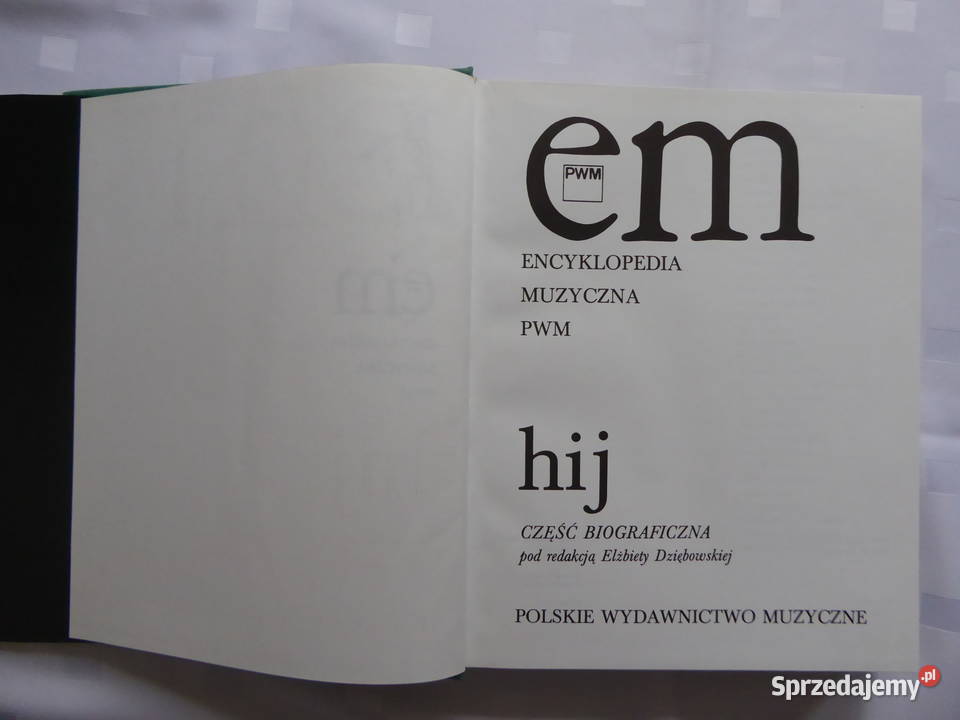 em
PWM
ENCYKLOPEDIA
MUZYCZNA
PWM
hij
CZĘŚĆ BIOGRAFICZNA
pod redakcją Elżbiety Dziębowskiej
POLSKIE WYDAWNICTWO MUZYCZNE
Sprzedajemy.pl